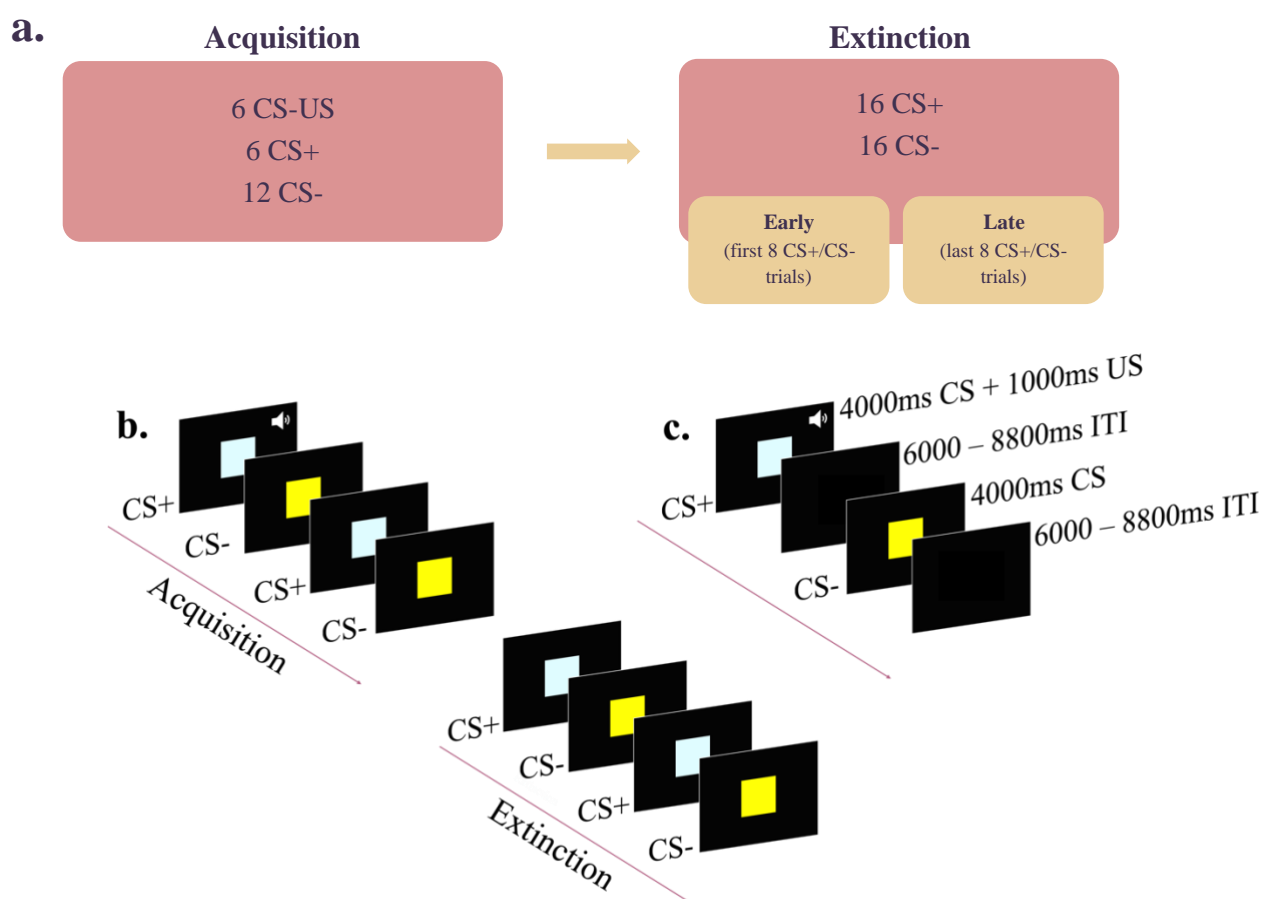 a.
Acquisition
6 CS-US
6 CS+
12 CS-
Extinction
16 CS+
16 CS-
Early
(first 8 CS+/CS-
trials)
Late
(last 8 CS+/CS-
trials)
b.
CS+
CS-
CS+
CS-
Acquisition
CS+
CS-
CS+
CS-
Extinction
c.
4000ms CS + 1000ms US
CS+
6000 – 8800ms ITI
4000ms CS
CS-
6000 – 8800ms ITI